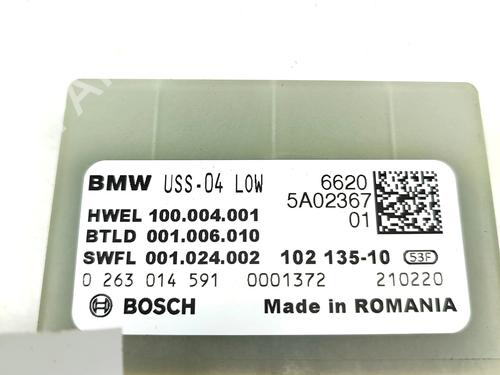 BMW USS-04 LOW 6620
HWEL 100.004.001 5A02367
01
BTLD 001.006.010
SWFL 001.024.002 102 135-10 53F
0 263 014 591 0001372 210220
BOSCH Made in ROMANIA